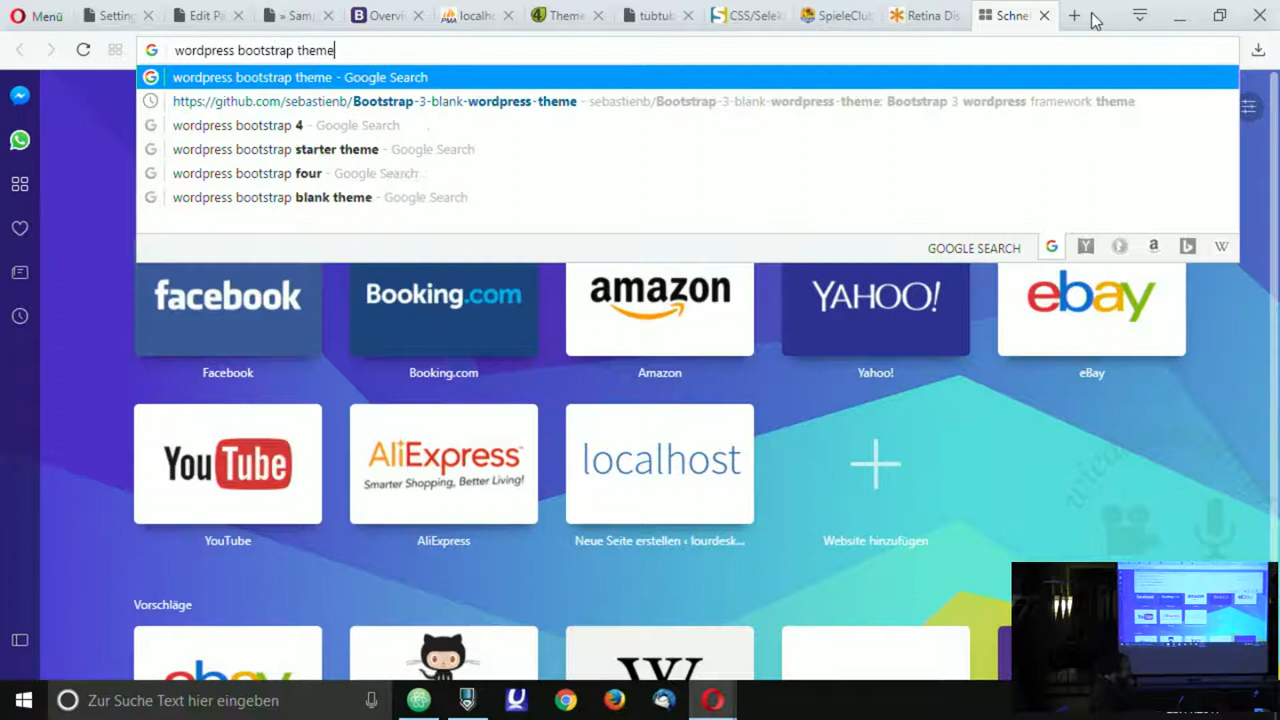 Menü
Setting
Edit Pa
» Samp
Overvi
localho
Theme
tubtub
CSS/Selek
SpieleClub
Retina Dis
Schnel
wordpress bootstrap theme
wordpress bootstrap theme - Google Search
https://github.com/sebastienb/Bootstrap-3-blank-wordpress-theme - sebastienb/Bootstrap-3-blank-wordpress-theme: Bootstrap 3 wordpress framework theme
wordpress bootstrap 4 - Google Search
wordpress bootstrap starter theme - Google Search
wordpress bootstrap four - Google Search
wordpress bootstrap blank theme - Google Search
GOOGLE SEARCH
facebook
Booking.com
amazon
YAHOO!
ebay
Facebook
Booking.com
Amazon
Yahoo!
eBay
YouTube
AliExpress
Smarter Shopping, Better Living!
localhost
YouTube
AliExpress
Neue Seite erstellen ‹ lourdesk...
Website hinzufügen
Vorschläge
Zur Suche Text hier eingeben